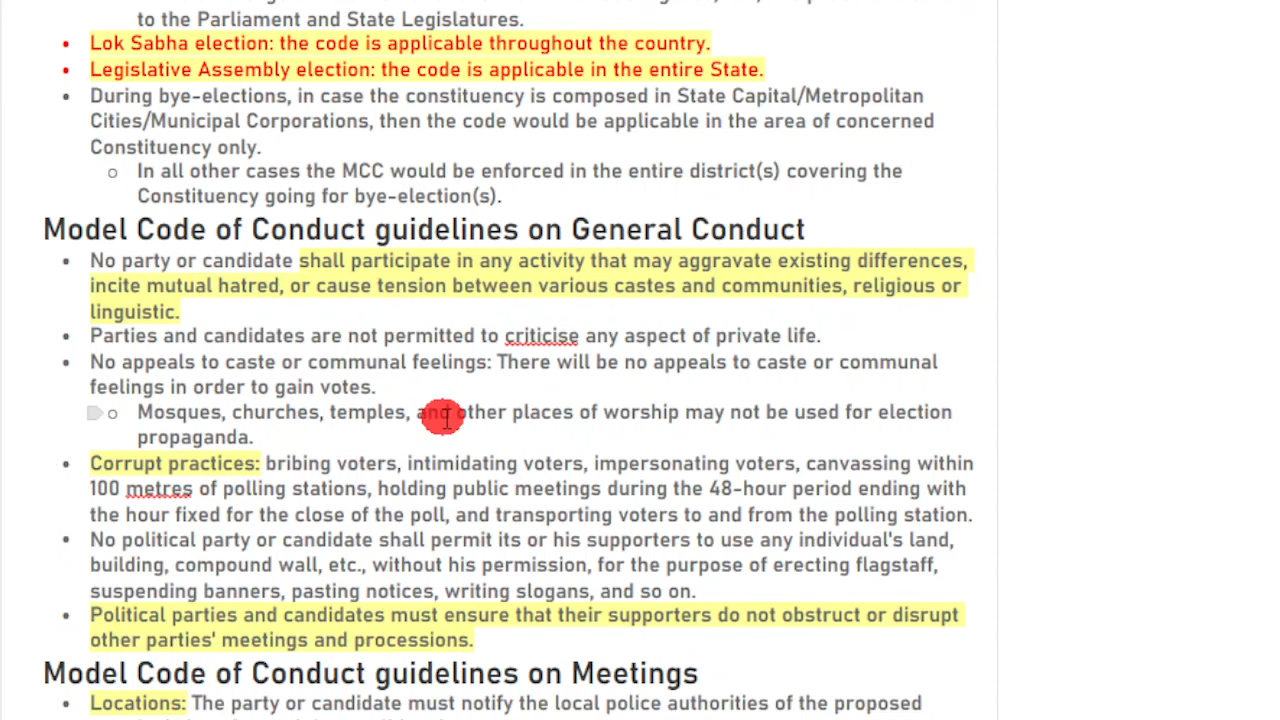 to the Parliament and State Legislatures.
• Lok Sabha election: the code is applicable throughout the country.
• Legislative Assembly election: the code is applicable in the entire State.
• During bye-elections, in case the constituency is composed in State Capital/Metropolitan
Cities/Municipal Corporations, then the code would be applicable in the area of concerned
Constituency only.
o In all other cases the MCC would be enforced in the entire district(s) covering the
Constituency going for bye-election(s).
Model Code of Conduct guidelines on General Conduct
• No party or candidate shall participate in any activity that may aggravate existing differences,
incite mutual hatred, or cause tension between various castes and communities, religious or
linguistic.
• Parties and candidates are not permitted to criticise any aspect of private life.
• No appeals to caste or communal feelings: There will be no appeals to caste or communal
feelings in order to gain votes.
o Mosques, churches, temples, and other places of worship may not be used for election
propaganda.
• Corrupt practices: bribing voters, intimidating voters, impersonating voters, canvassing within
100 metres of polling stations, holding public meetings during the 48-hour period ending with
the hour fixed for the close of the poll, and transporting voters to and from the polling station.
• No political party or candidate shall permit its or his supporters to use any individual's land,
building, compound wall, etc., without his permission, for the purpose of erecting flagstaff,
suspending banners, pasting notices, writing slogans, and so on.
• Political parties and candidates must ensure that their supporters do not obstruct or disrupt
other parties' meetings and processions.
Model Code of Conduct guidelines on Meetings
• Locations: The party or candidate must notify the local police authorities of the proposed